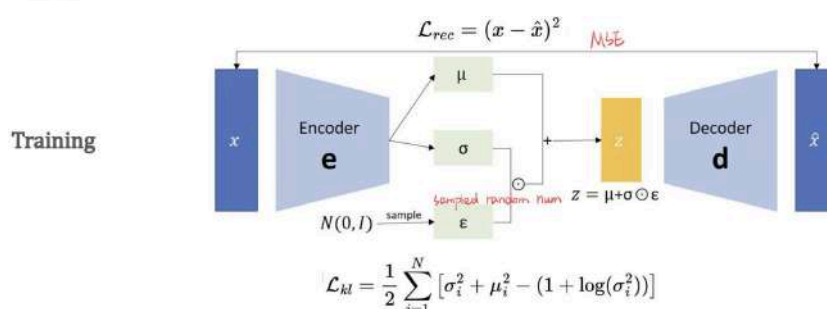 L_rec = (x − x̂)²
MSE
μ
Encoder
e
Training
x
σ
+
z
Decoder
d
x̂
⊙
sampled random num
z = μ+σ⊙ε
N(0, I)
sample
ε
L_kl = 1/2 ∑_{i=1}^{N} [σ_i² + μ_i² − (1 + log(σ_i²))]